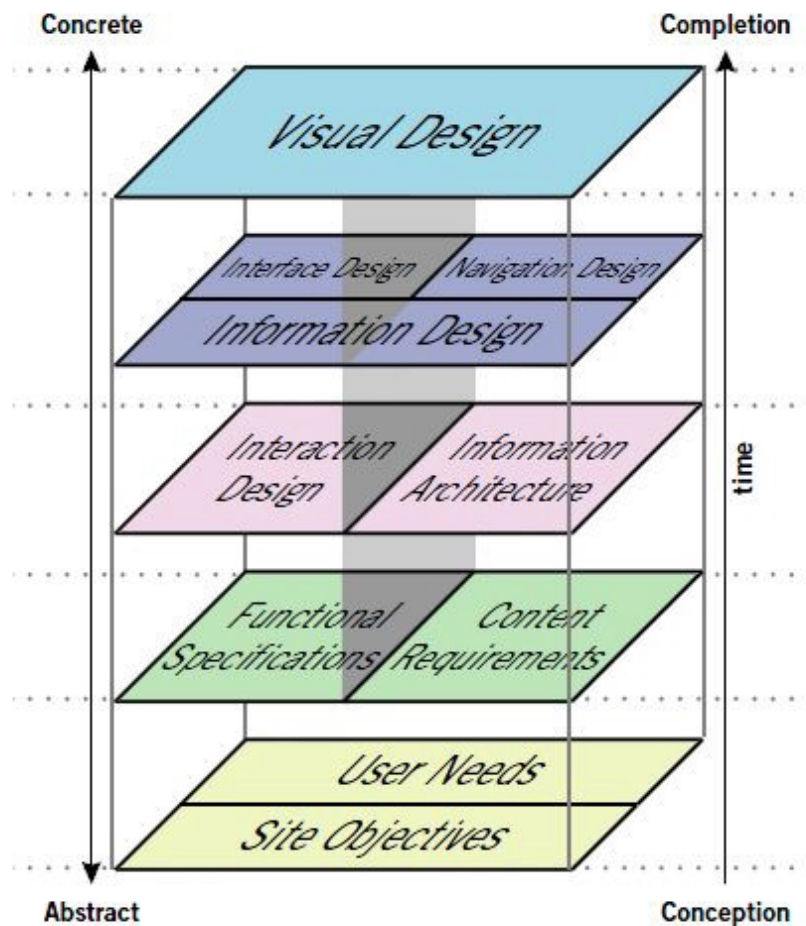 Concrete
Completion
Visual Design
Interface Design
Navigation Design
Information Design
Interaction
Design
Information
Architecture
time
Functional
Specifications
Content
Requirements
User Needs
Site Objectives
Abstract
Conception